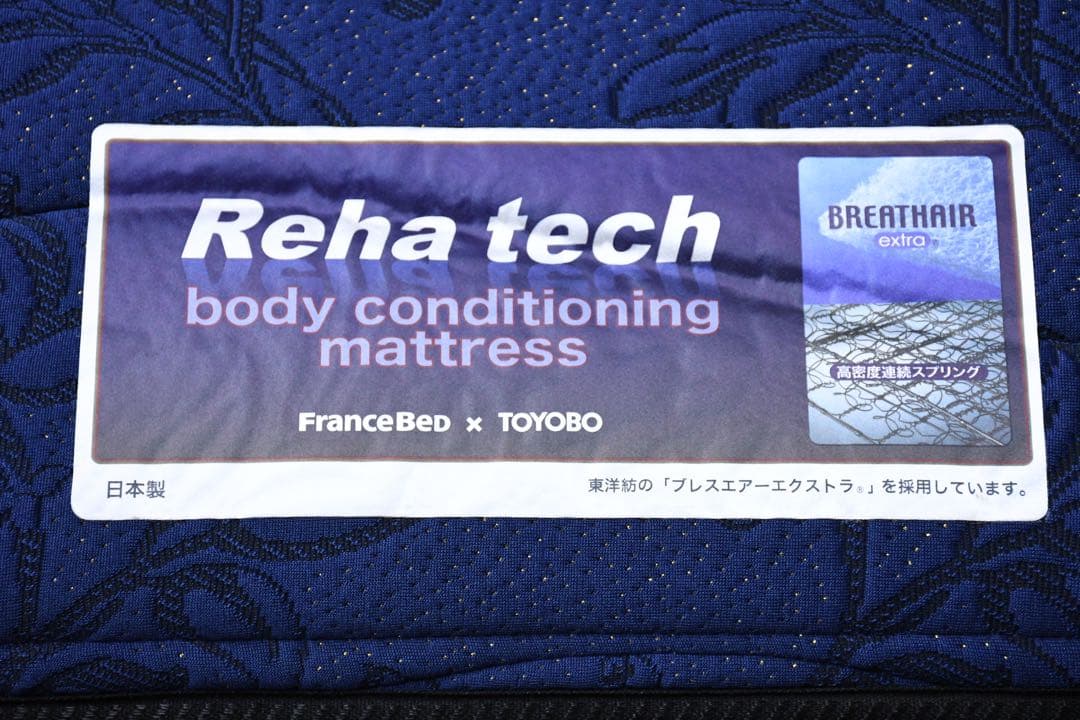 Reha tech
body conditioning
mattress
FRANCEBED × TOYOBO
BREATHAIR
extra®
高密度連続スプリング
日本製
東洋紡の「ブレスエアーエクストラ®」を採用しています。